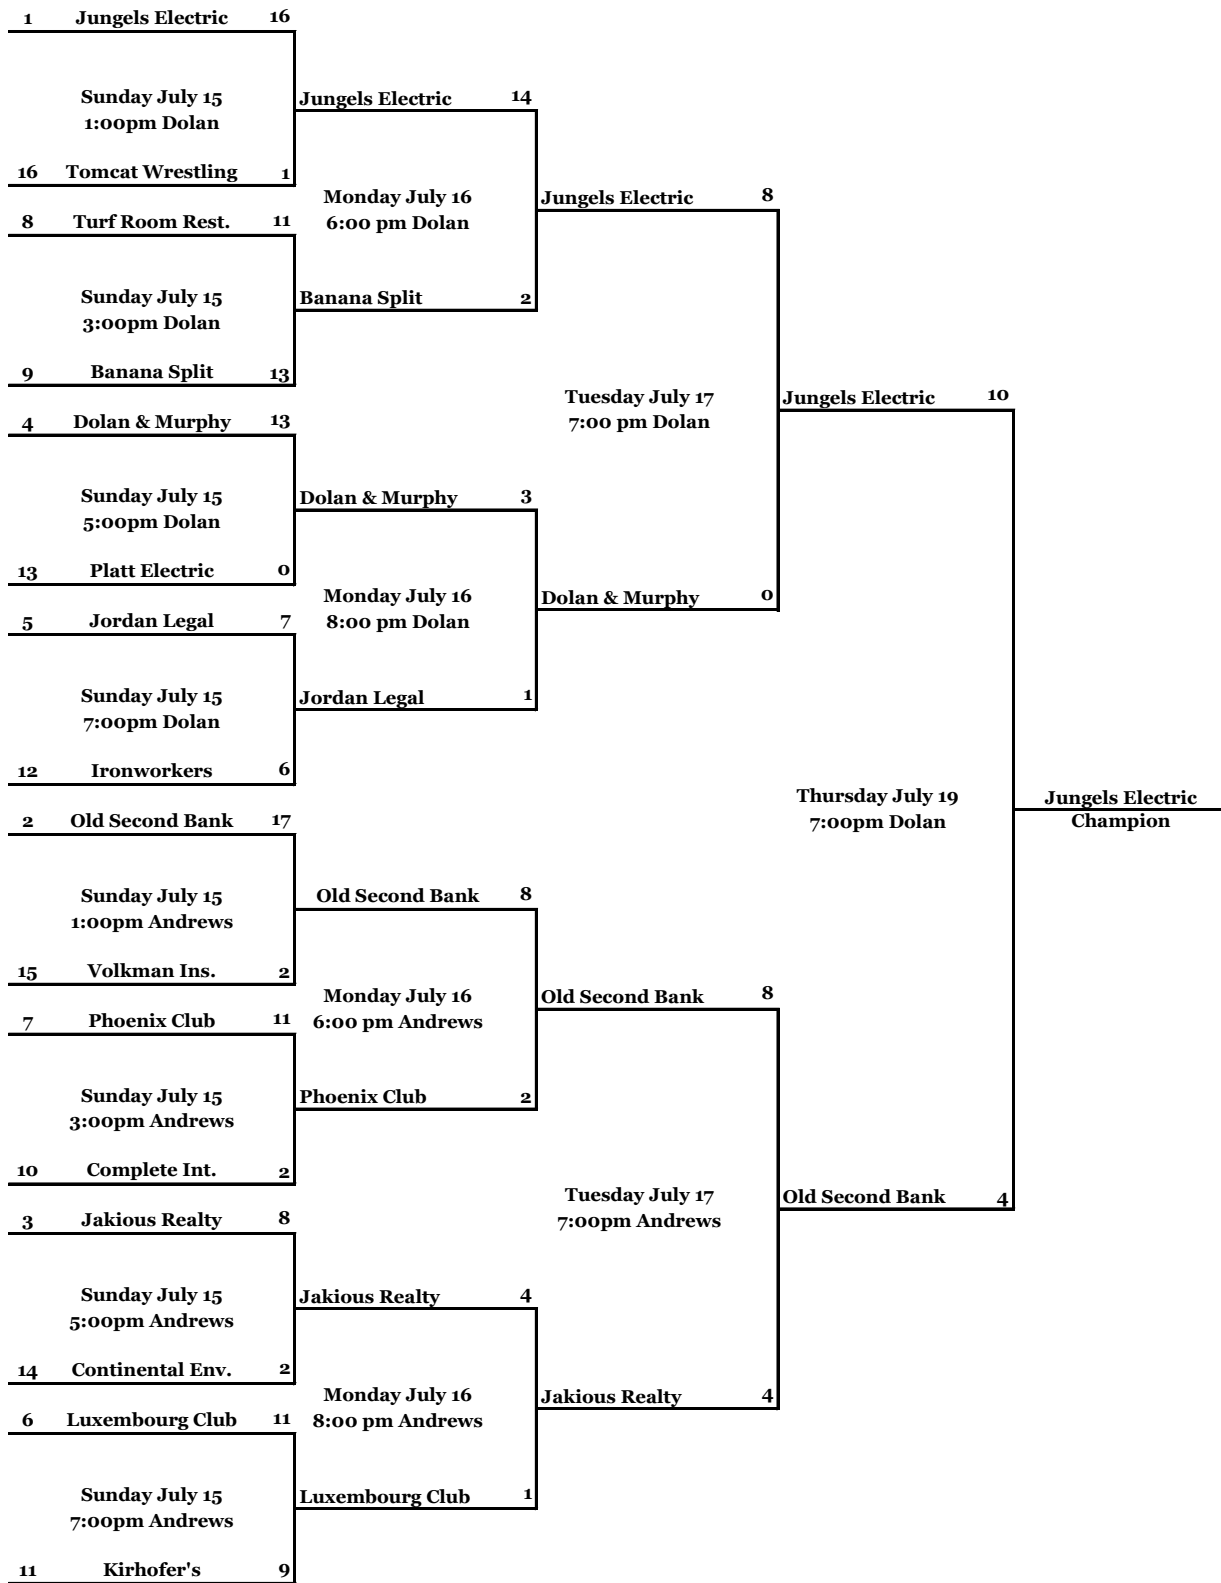 1 Jungels Electric 16
Sunday July 15
1:00pm Dolan
Jungels Electric 14
16 Tomcat Wrestling 1
Monday July 16
6:00 pm Dolan
Jungels Electric 8
8 Turf Room Rest. 11
Sunday July 15
3:00pm Dolan
Banana Split 2
9 Banana Split 13
Tuesday July 17
7:00 pm Dolan
Jungels Electric 10
4 Dolan & Murphy 13
Sunday July 15
5:00pm Dolan
Dolan & Murphy 3
13 Platt Electric 0
Monday July 16
8:00 pm Dolan
Dolan & Murphy 0
5 Jordan Legal 7
Sunday July 15
7:00pm Dolan
Jordan Legal 1
12 Ironworkers 6
Thursday July 19
7:00pm Dolan
Jungels Electric
Champion
2 Old Second Bank 17
Sunday July 15
1:00pm Andrews
Old Second Bank 8
15 Volkman Ins. 2
Monday July 16
6:00 pm Andrews
Old Second Bank 8
7 Phoenix Club 11
Sunday July 15
3:00pm Andrews
Phoenix Club 2
10 Complete Int. 2
Tuesday July 17
7:00pm Andrews
Old Second Bank 4
3 Jakious Realty 8
Sunday July 15
5:00pm Andrews
Jakious Realty 4
14 Continental Env. 2
Monday July 16
8:00 pm Andrews
Jakious Realty 4
6 Luxembourg Club 11
Sunday July 15
7:00pm Andrews
Luxembourg Club 1
11 Kirhofer's 9